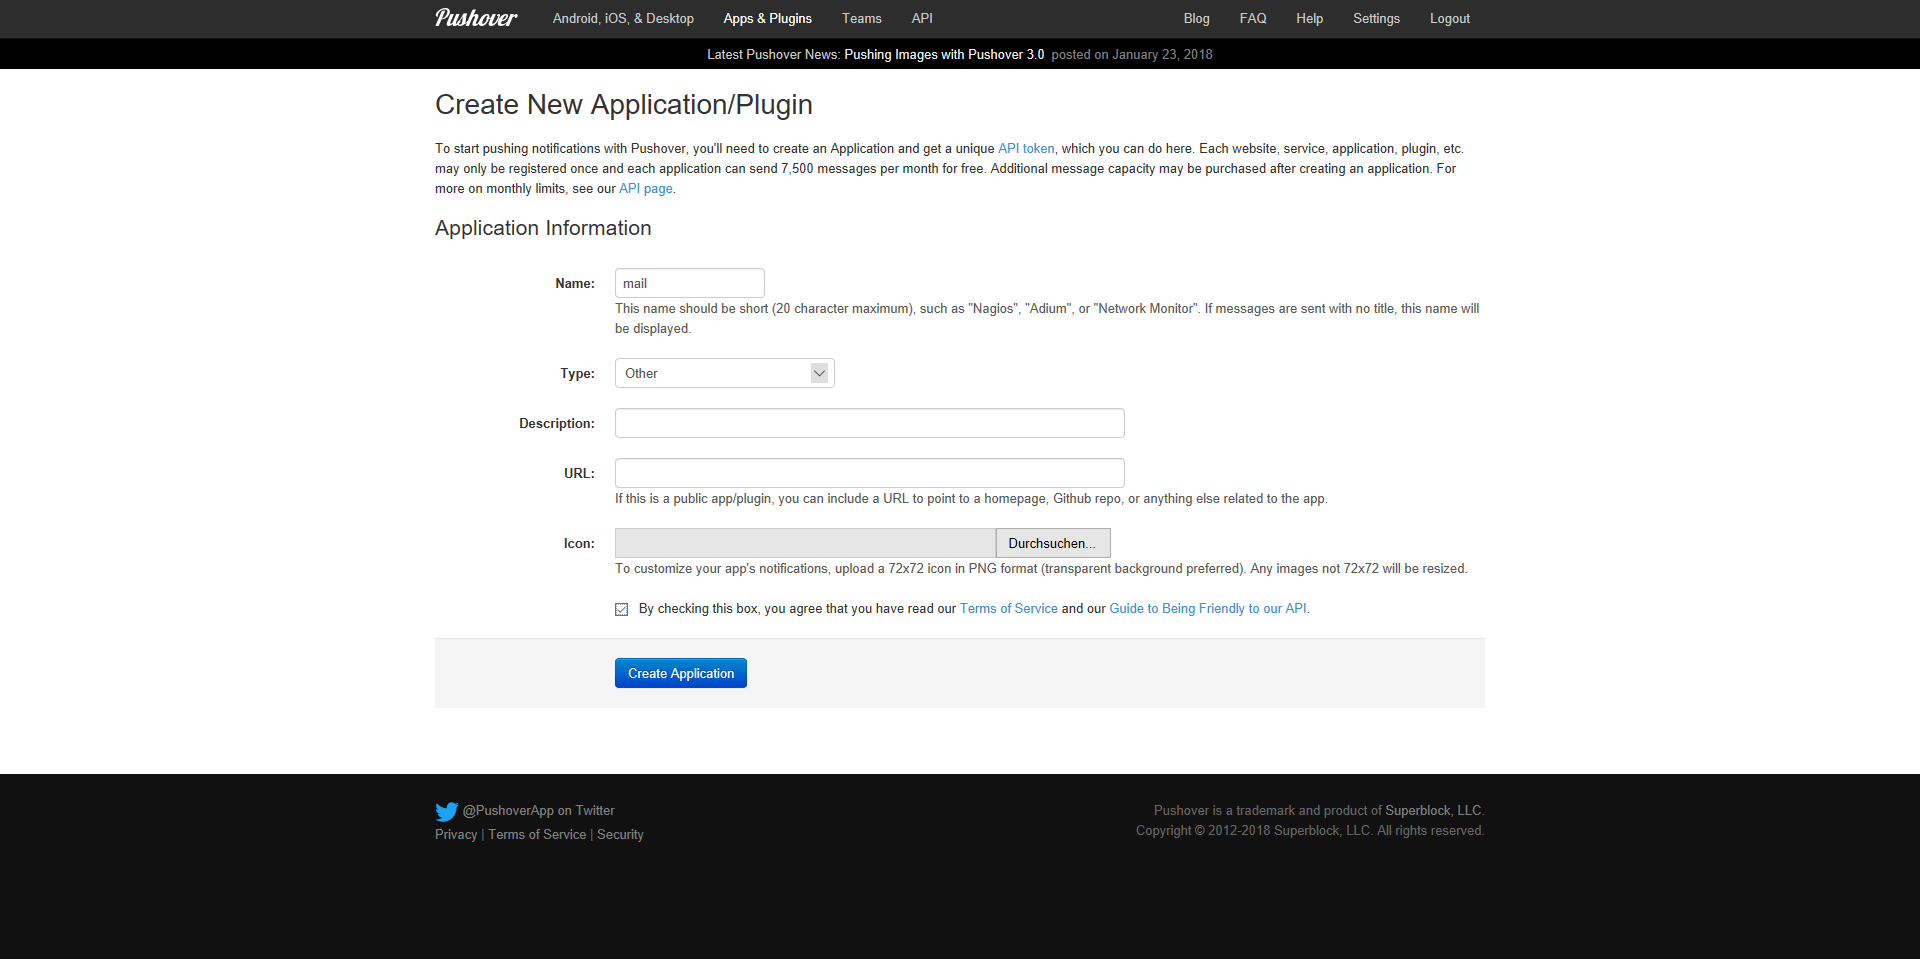 Pushover Android, iOS, & Desktop Apps & Plugins Teams API Blog FAQ Help Settings Logout
Latest Pushover News: Pushing Images with Pushover 3.0 posted on January 23, 2018
Create New Application/Plugin
To start pushing notifications with Pushover, you'll need to create an Application and get a unique API token, which you can do here. Each website, service, application, plugin, etc.
may only be registered once and each application can send 7,500 messages per month for free. Additional message capacity may be purchased after creating an application. For
more on monthly limits, see our API page.
Application Information
Name: mail
This name should be short (20 character maximum), such as "Nagios", "Adium", or "Network Monitor". If messages are sent with no title, this name will
be displayed.
Type: Other
Description:
URL:
If this is a public app/plugin, you can include a URL to point to a homepage, Github repo, or anything else related to the app.
Icon: Durchsuchen...
To customize your app's notifications, upload a 72x72 icon in PNG format (transparent background preferred). Any images not 72x72 will be resized.
By checking this box, you agree that you have read our Terms of Service and our Guide to Being Friendly to our API.
Create Application
@PushoverApp on Twitter
Privacy | Terms of Service | Security
Pushover is a trademark and product of Superblock, LLC.
Copyright © 2012-2018 Superblock, LLC. All rights reserved.